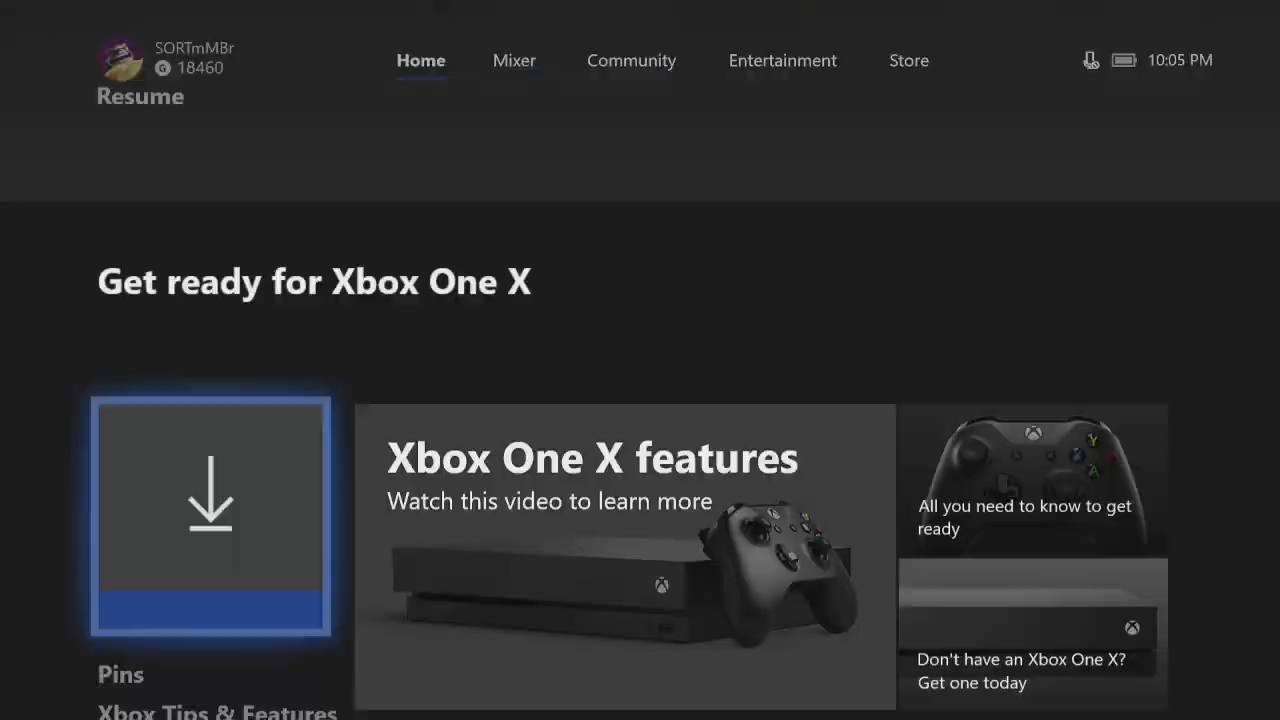 SORTmMBr
G 18460
Home
Mixer
Community
Entertainment
Store
10:05 PM
Resume
Get ready for Xbox One X
Xbox One X features
Watch this video to learn more
All you need to know to get
ready
Don't have an Xbox One X?
Get one today
Pins
Xbox Tips & Features